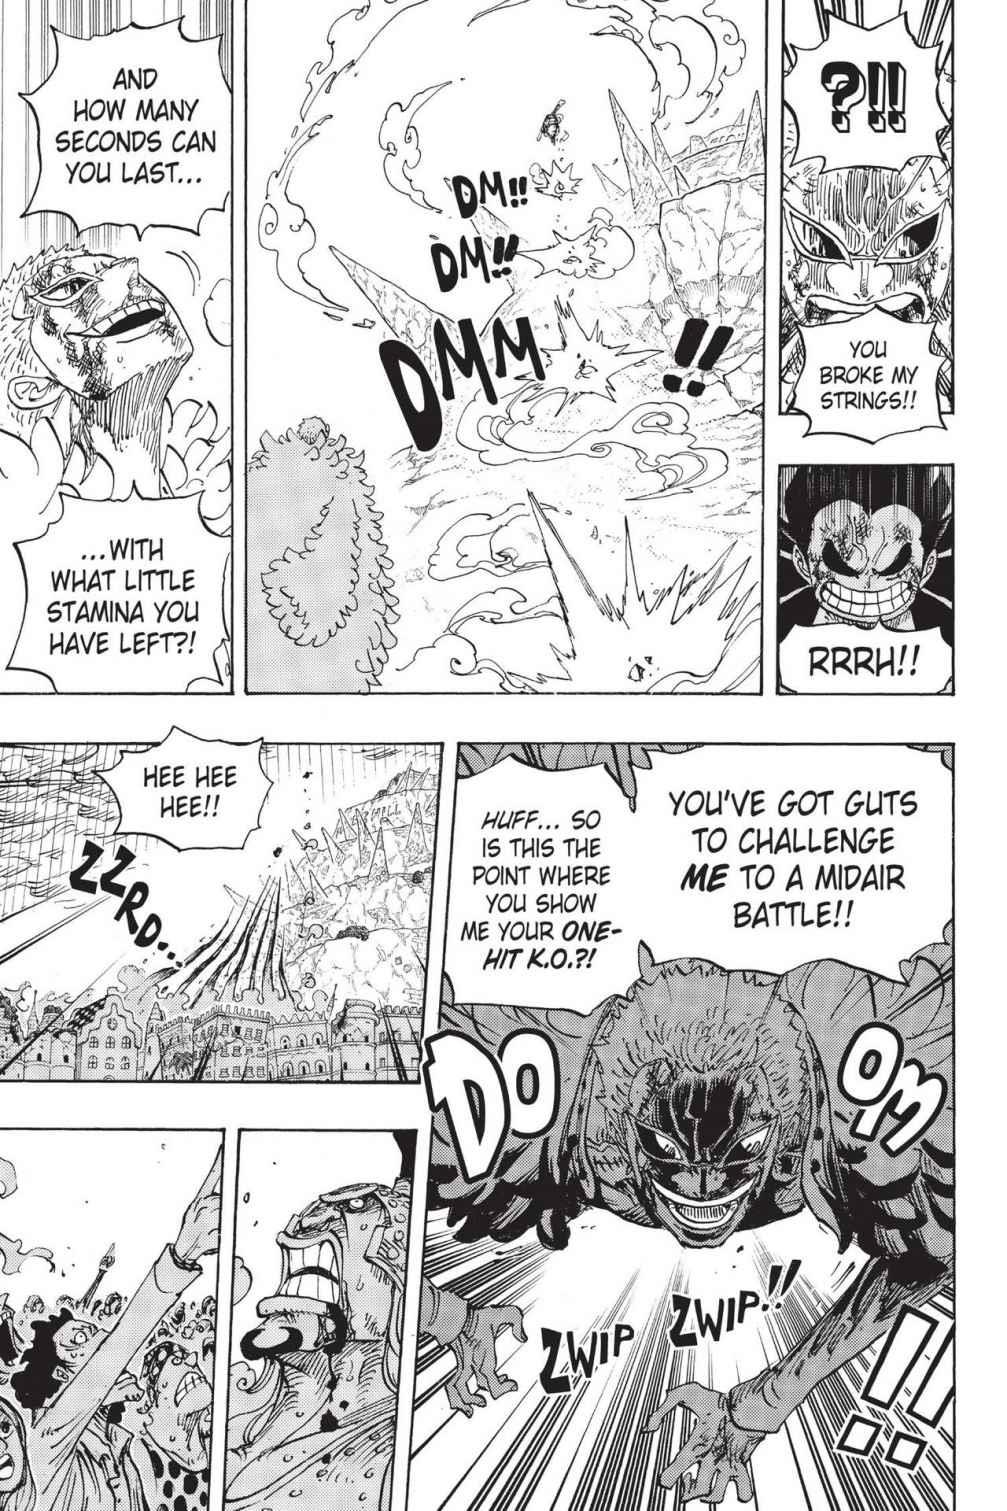 ?!!
YOU
BROKE MY
STRINGS!!
RRRH!!
!!
DM!!
DM!!
DMM
AND
HOW MANY
SECONDS CAN
YOU LAST...
...WITH
WHAT LITTLE
STAMINA YOU
HAVE LEFT?!
YOU'VE GOT GUTS
TO CHALLENGE
ME TO A MIDAIR
BATTLE!!
HUFF... SO
IS THIS THE
POINT WHERE
YOU SHOW
ME YOUR ONE-
HIT K.O.?!
DOOM
!!
ZWIP
ZWIP!!
HEE HEE
HEE!!
ZZRD...